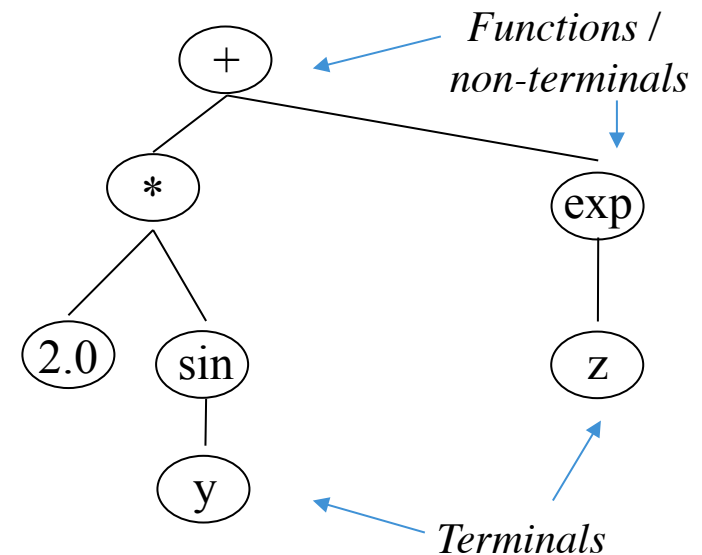 Functions /
non-terminals
+
*
exp
2.0
sin
z
y
Terminals